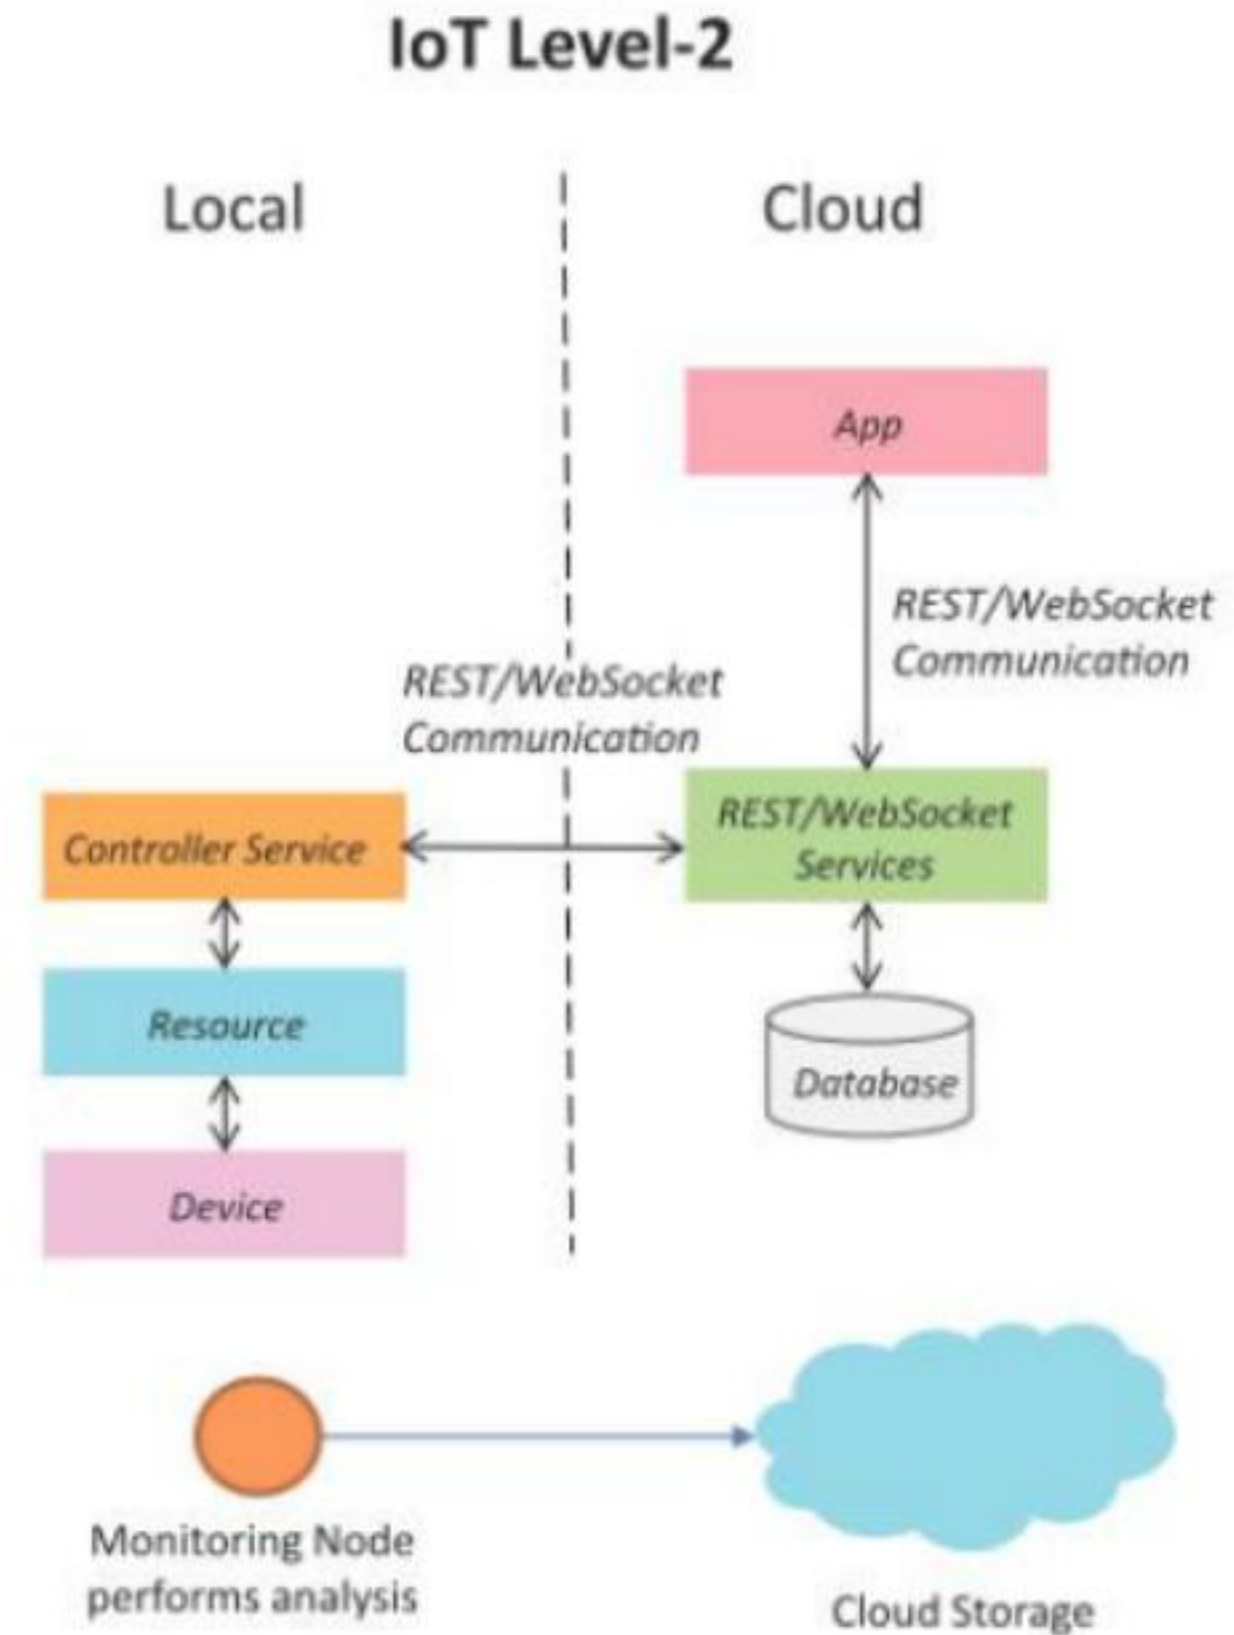 IoT Level-2
Local
Cloud
App
REST/WebSocket
Communication
REST/WebSocket
Communication
Controller Service
REST/WebSocket
Services
Resource
Database
Device
Monitoring Node
performs analysis
Cloud Storage